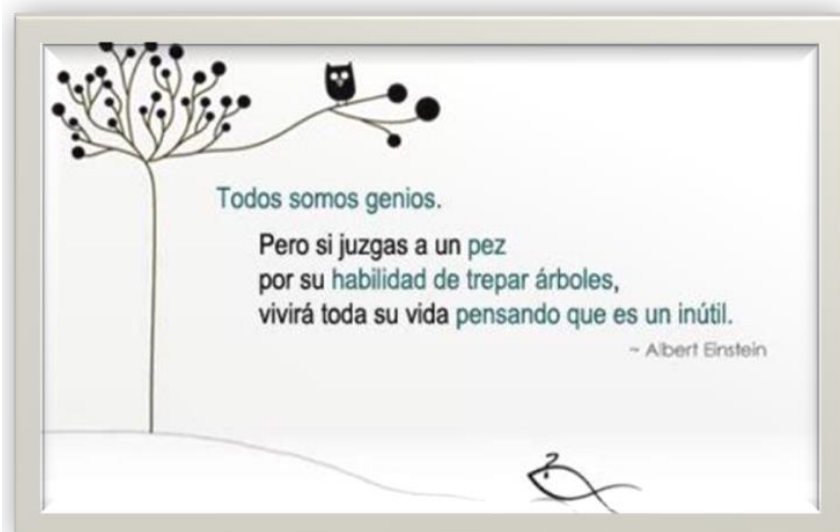 Todos somos genios.
Pero si juzgas a un pez
por su habilidad de trepar árboles,
vivirá toda su vida pensando que es un inútil.
~ Albert Einstein